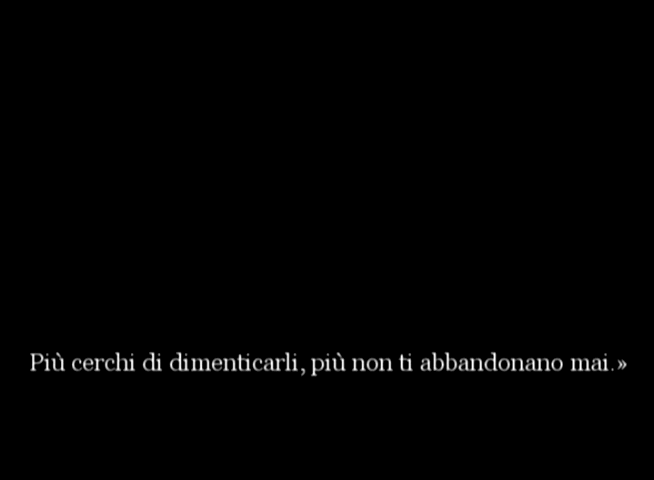 Più cerchi di dimenticarli, più non ti abbandonano mai.»